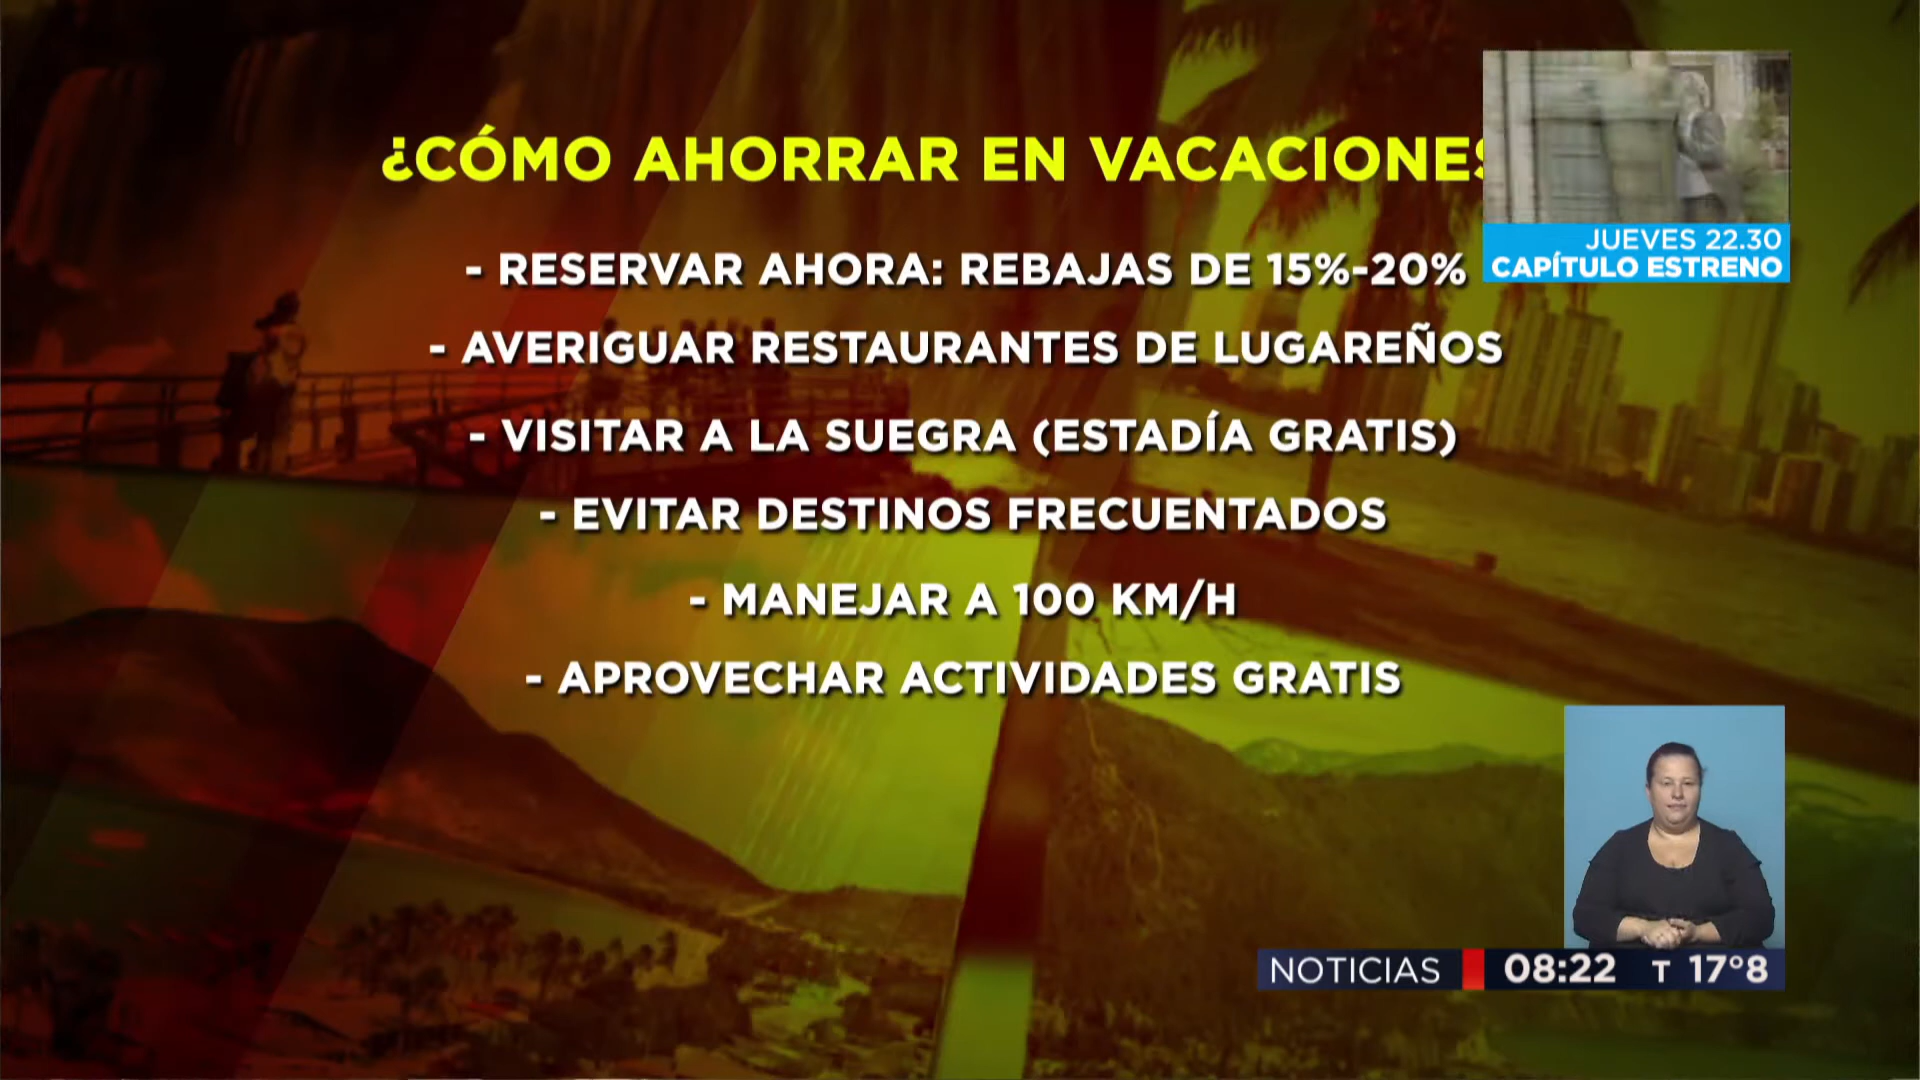 ¿CÓMO AHORRAR EN VACACIONES
JUEVES 22.30
CAPÍTULO ESTRENO
- RESERVAR AHORA: REBAJAS DE 15%-20%
- AVERIGUAR RESTAURANTES DE LUGAREÑOS
- VISITAR A LA SUEGRA (ESTADÍA GRATIS)
- EVITAR DESTINOS FRECUENTADOS
- MANEJAR A 100 KM/H
- APROVECHAR ACTIVIDADES GRATIS
NOTICIAS 08:22 T 17°8